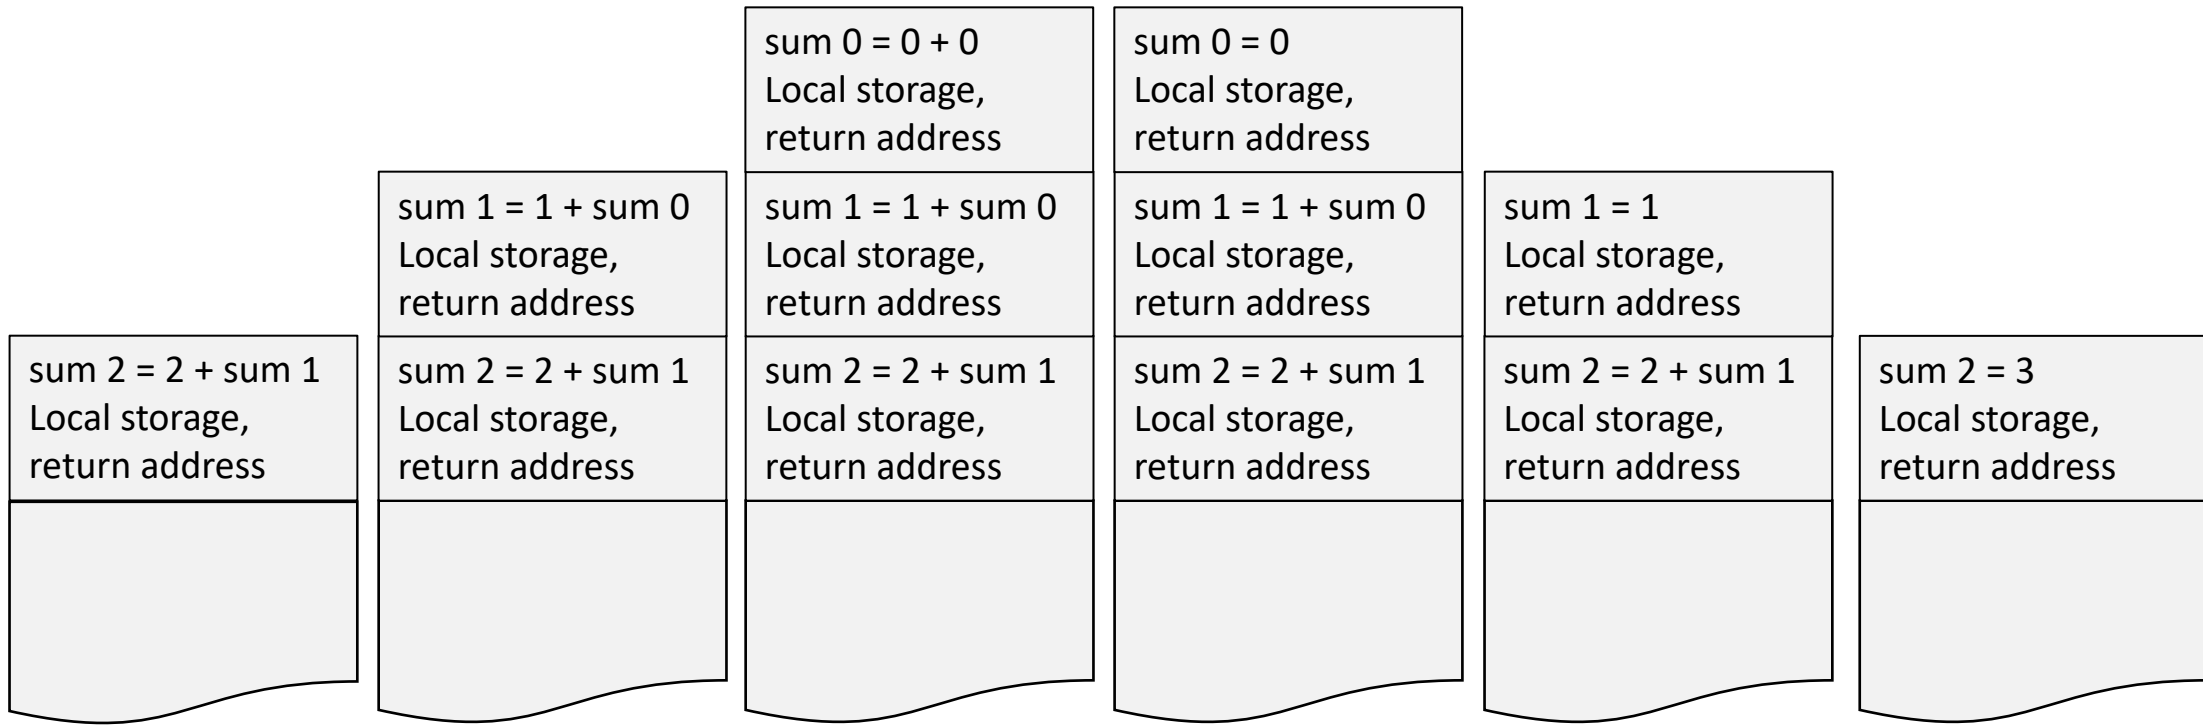 sum 2 = 2 + sum 1
Local storage,
return address
sum 1 = 1 + sum 0
Local storage,
return address
sum 2 = 2 + sum 1
Local storage,
return address
sum 0 = 0 + 0
Local storage,
return address
sum 1 = 1 + sum 0
Local storage,
return address
sum 2 = 2 + sum 1
Local storage,
return address
sum 0 = 0
Local storage,
return address
sum 1 = 1 + sum 0
Local storage,
return address
sum 2 = 2 + sum 1
Local storage,
return address
sum 1 = 1
Local storage,
return address
sum 2 = 2 + sum 1
Local storage,
return address
sum 2 = 3
Local storage,
return address